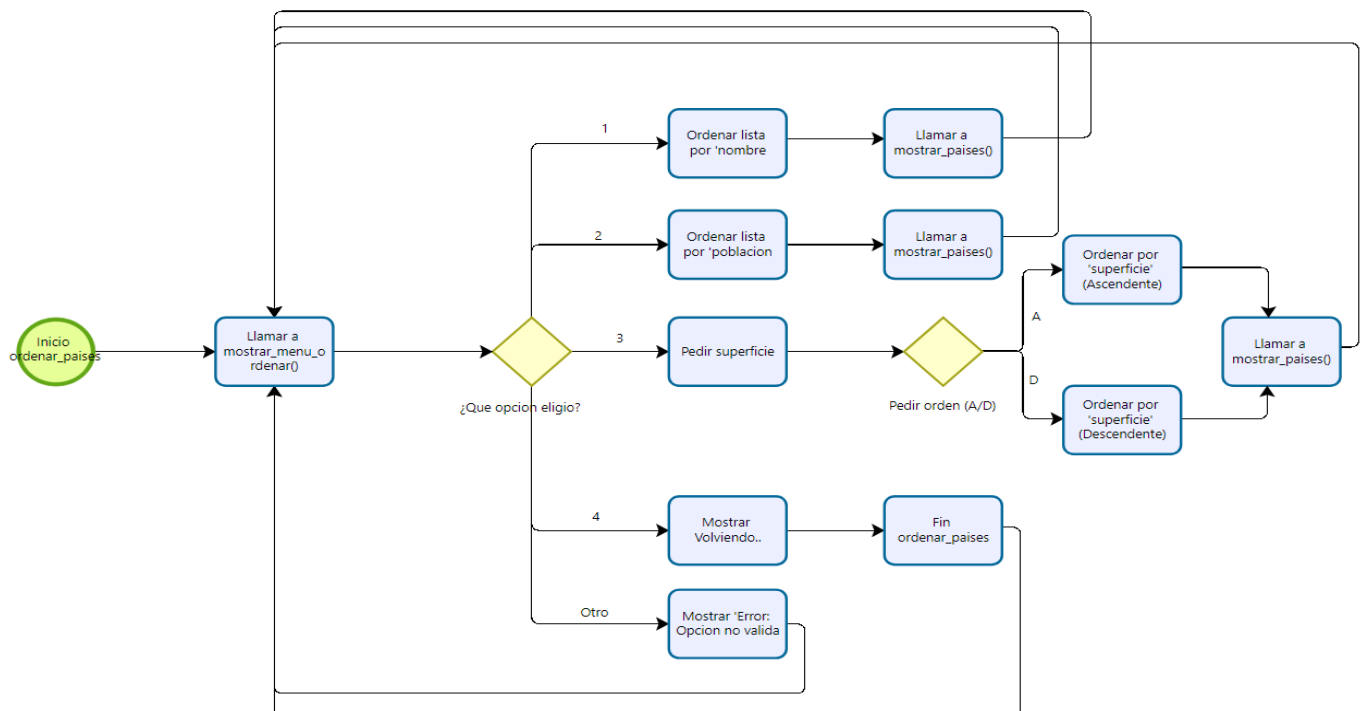 1
Ordenar lista
por 'nombre
Llamar a
mostrar_paises()
2
Ordenar lista
por 'poblacion
Llamar a
mostrar_paises()
Ordenar por
'superficie'
(Ascendente)
Inicio
ordenar_paises
Llamar a
mostrar_menu_o
rdenar()
¿Que opcion eligio?
3
Pedir superficie
Pedir orden (A/D)
A
D
Llamar a
mostrar_paises()
Ordenar por
'superficie'
(Descendente)
4
Mostrar
Volviendo..
Fin
ordenar_paises
Otro
Mostrar 'Error:
Opcion no valida